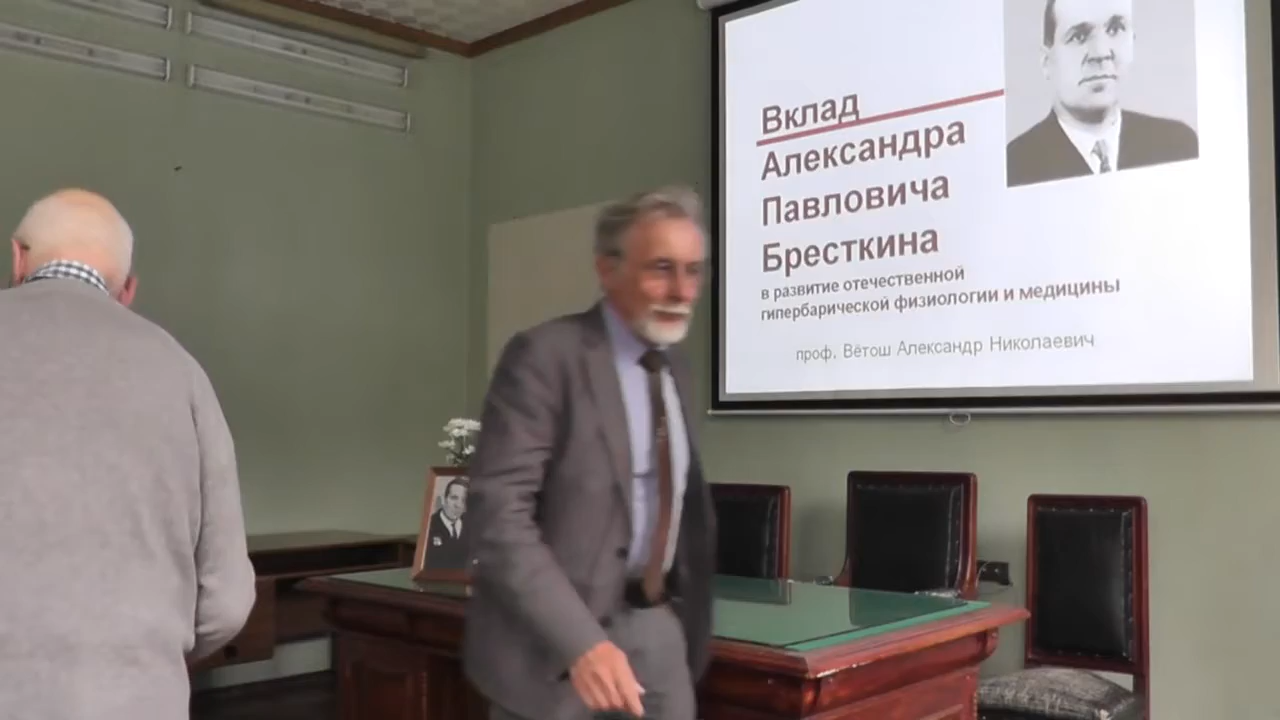 Вклад
Александра
Павловича
Бресткина
в развитие отечественной
гипербарической физиологии и медицины
проф. Вётош Александр Николаевич